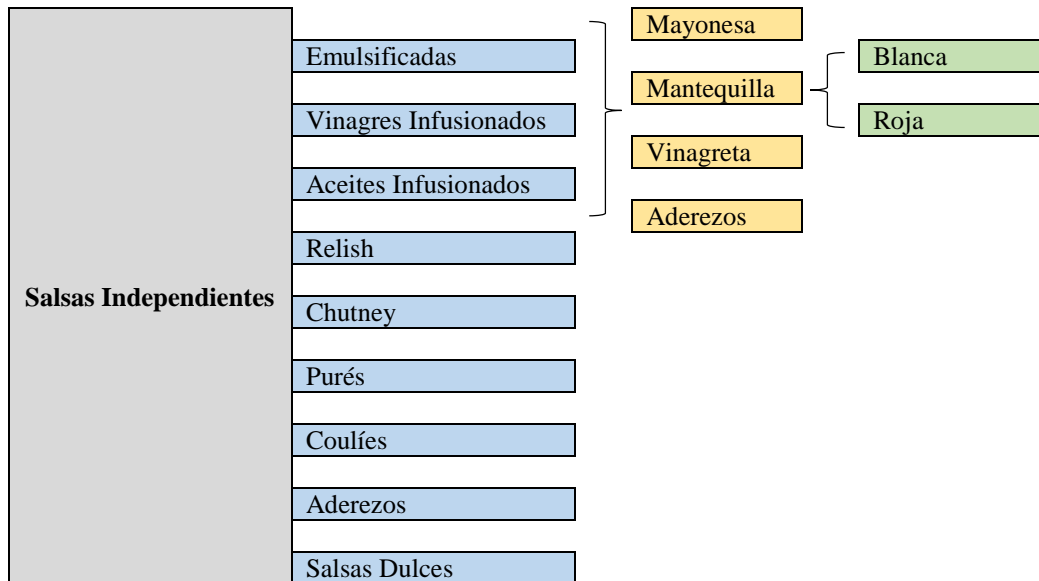 Salsas Independientes
Emulsificadas
Vinagres Infusionados
Aceites Infusionados
Relish
Chutney
Purés
Coulíes
Aderezos
Salsas Dulces
Mayonesa
Mantequilla
Vinagreta
Aderezos
Blanca
Roja